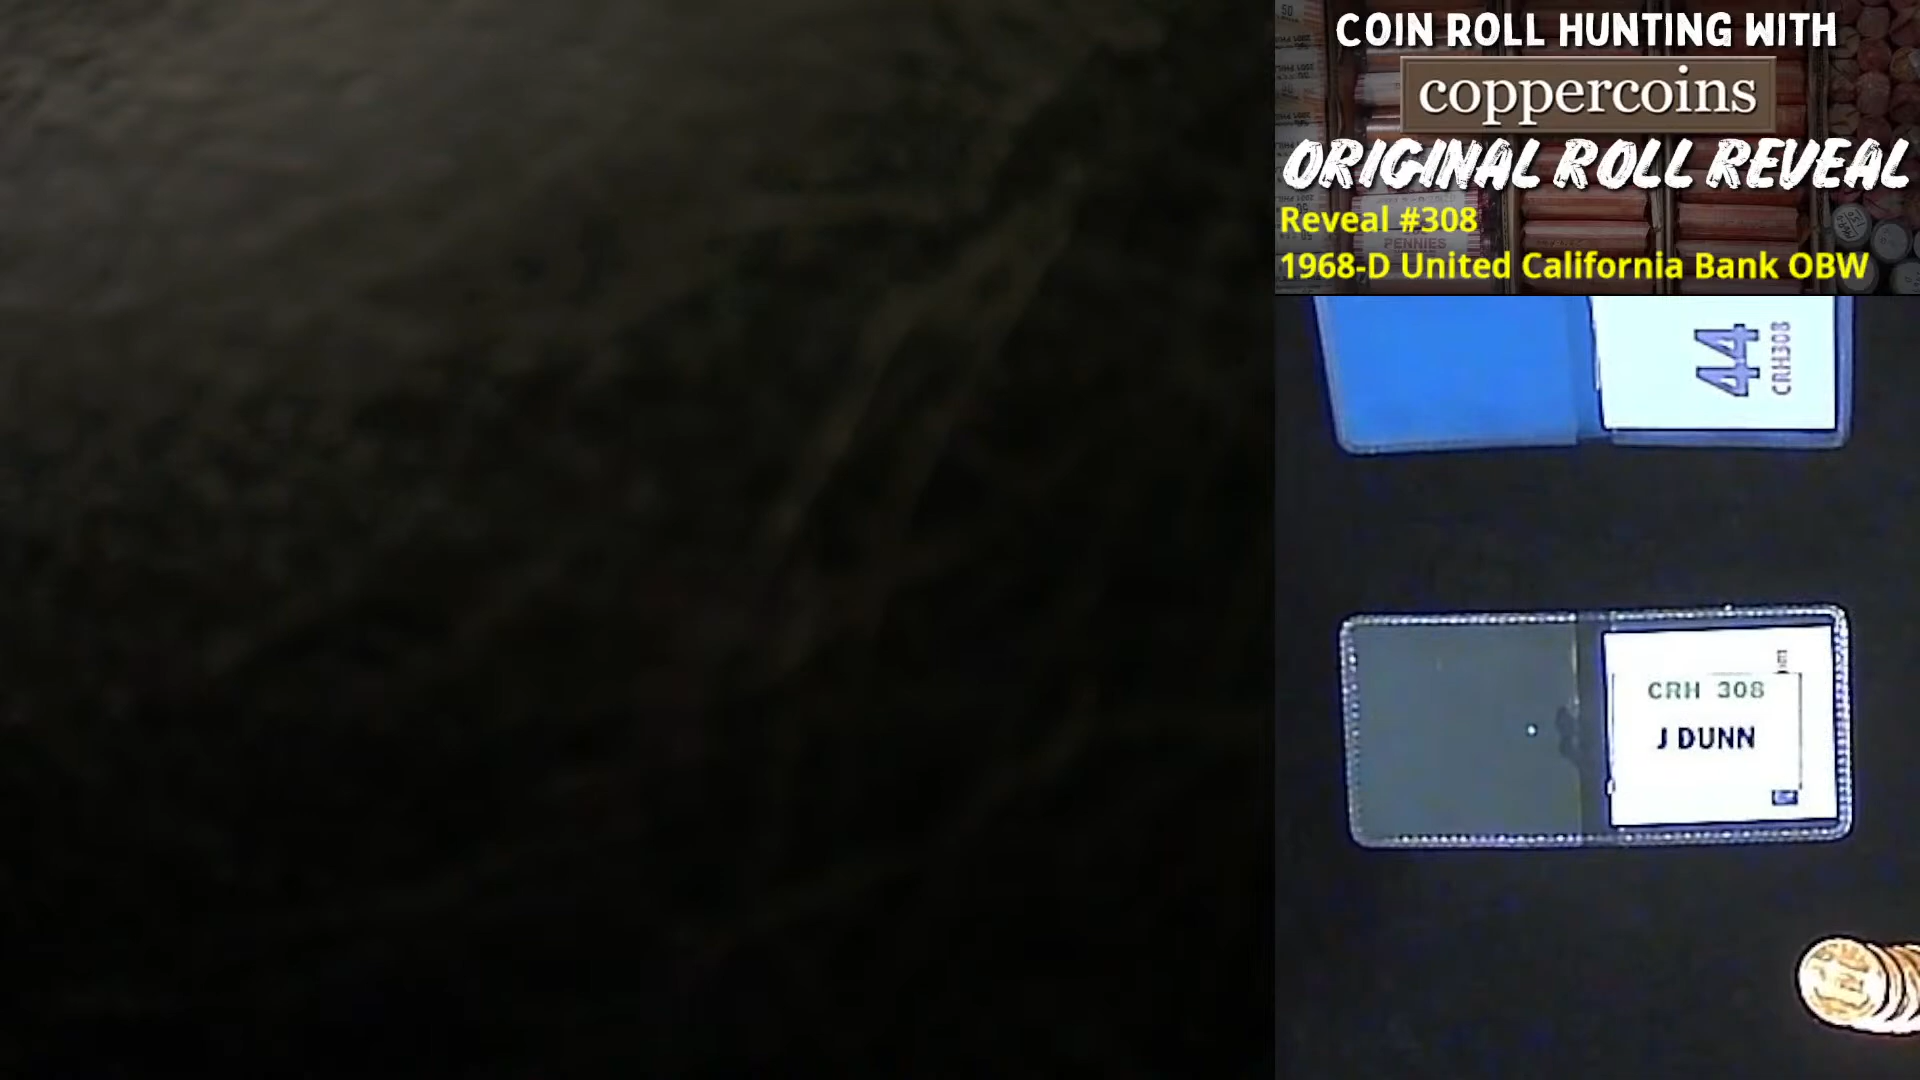 COIN ROLL HUNTING WITH
coppercoins
ORIGINAL ROLL REVEAL
PENNIES
Reveal #308
1968-D United California Bank OBW
44
CRH308
CRH 308
J DUNN